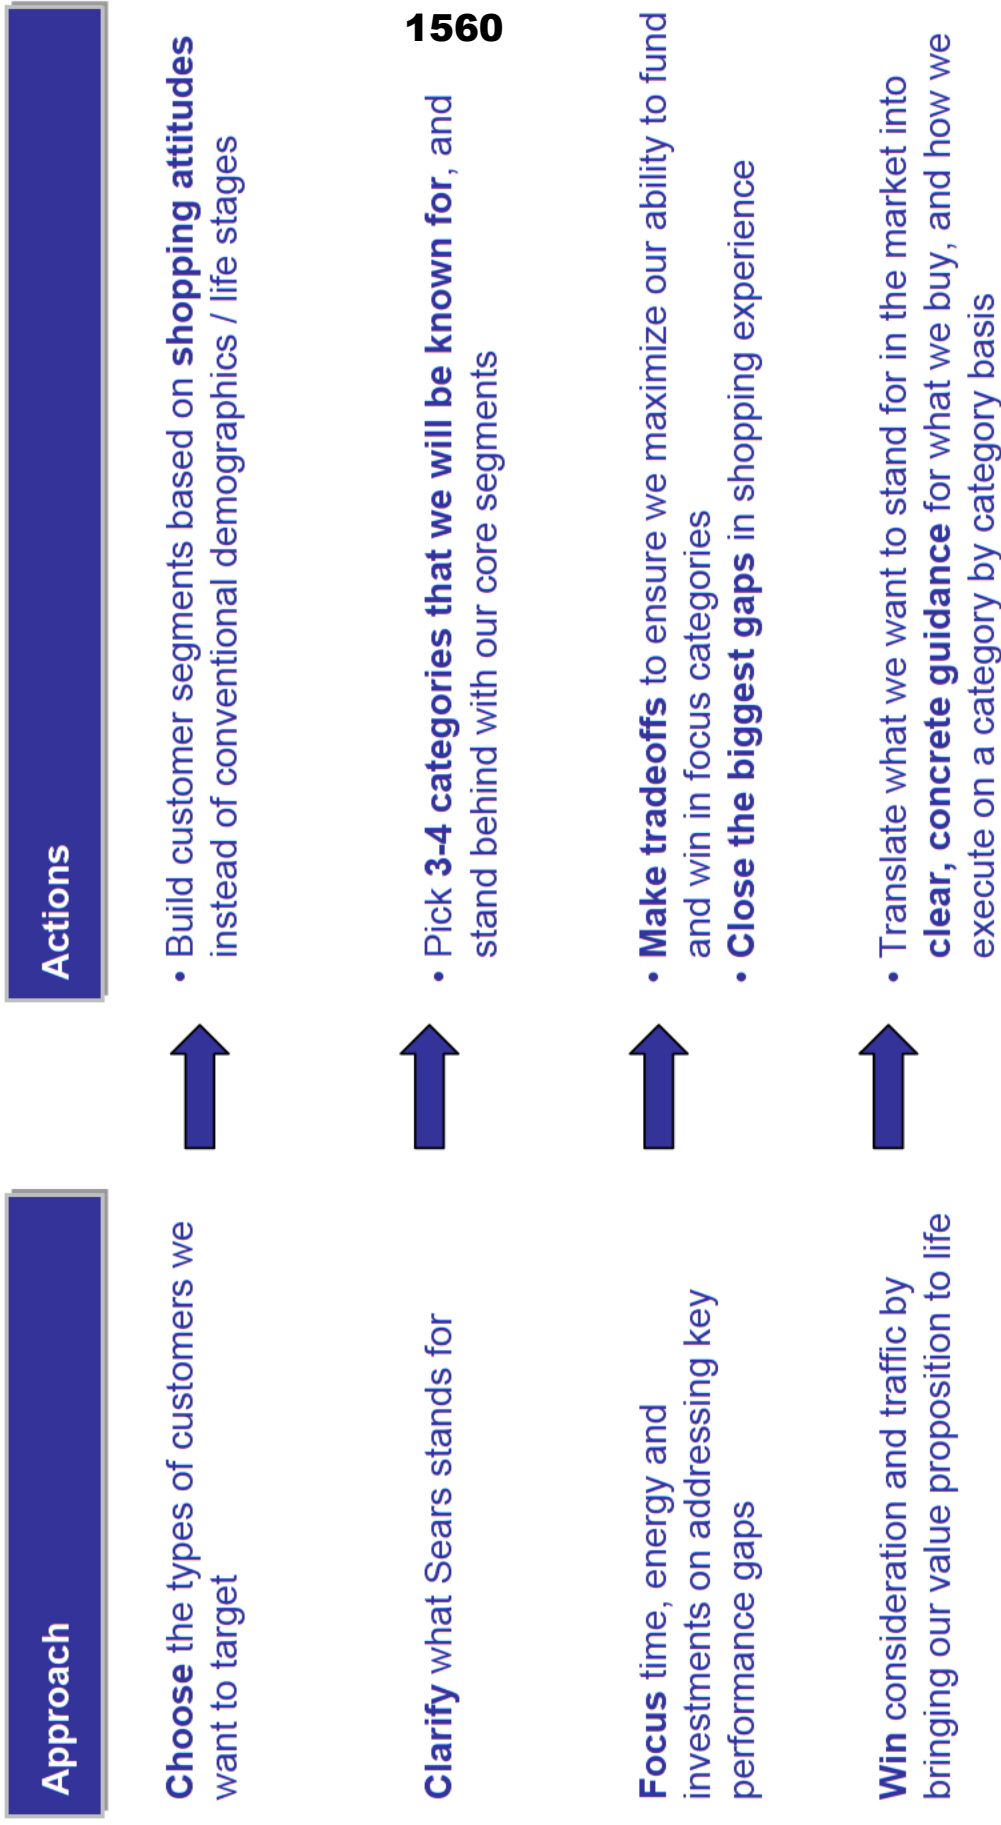 Approach
Actions
Choose the types of customers we
want to target
• Build customer segments based on shopping attitudes
instead of conventional demographics / life stages
Clarify what Sears stands for
• Pick 3-4 categories that we will be known for, and
stand behind with our core segments
Focus time, energy and
investments on addressing key
performance gaps
• Make tradeoffs to ensure we maximize our ability to fund
and win in focus categories
• Close the biggest gaps in shopping experience
Win consideration and traffic by
bringing our value proposition to life
• Translate what we want to stand for in the market into
clear, concrete guidance for what we buy, and how we
execute on a category by category basis
1560